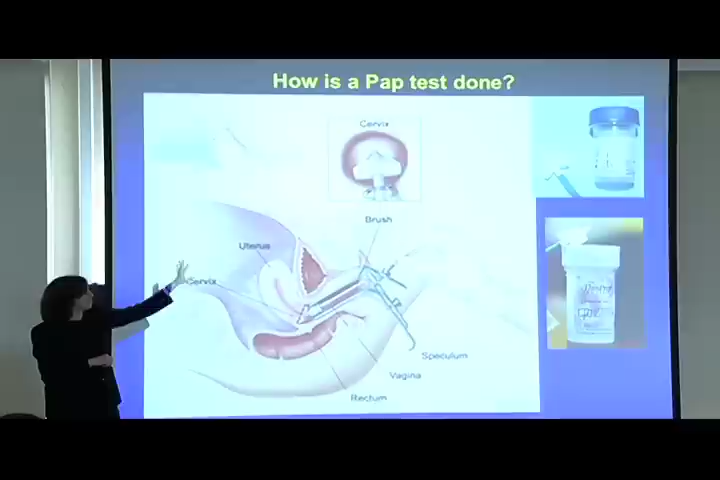 How is a Pap test done?
Cervix
Brush
Uterus
Cervix
Speculum
Vagina
Rectum